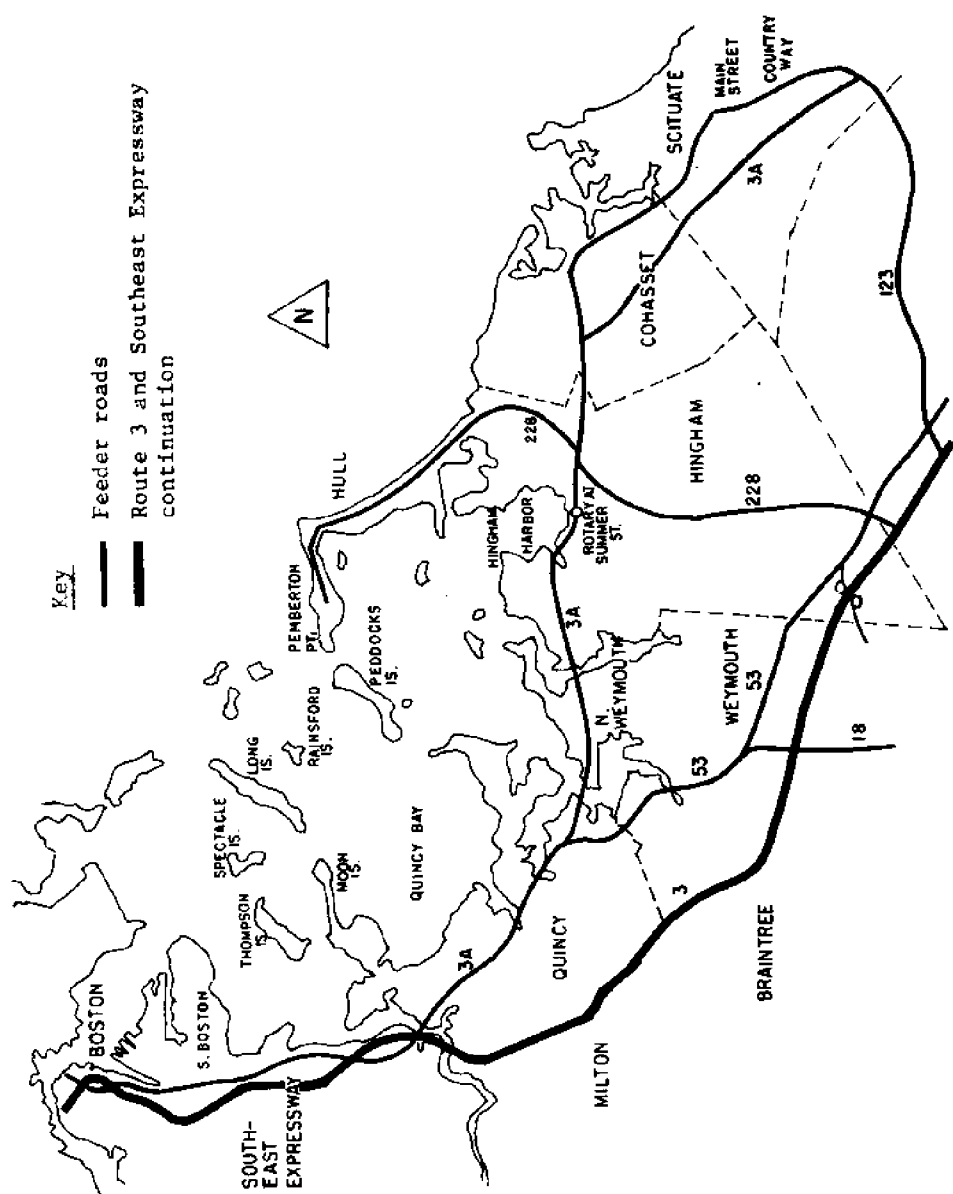 Key
Feeder roads
Route 3 and Southeast Expressway
continuation
N
BOSTON
S. BOSTON
SOUTH-
EAST
EXPRESSWAY
THOMPSON
IS.
SPECTACLE
IS.
LONG
IS.
RAINSFORD
IS.
MOON
IS.
PEDDOCKS
IS.
PEMBERTON
PT.
HULL
QUINCY BAY
3A
QUINCY
MILTON
BRAINTREE
3
53
18
N.
WEYMOUTH
WEYMOUTH
53
3A
HINGHAM
HARBOR
ROTARY AT
SUMMER
ST.
228
228
HINGHAM
COHASSET
SCITUATE
3A
MAIN
STREET
COUNTRY
WAY
123